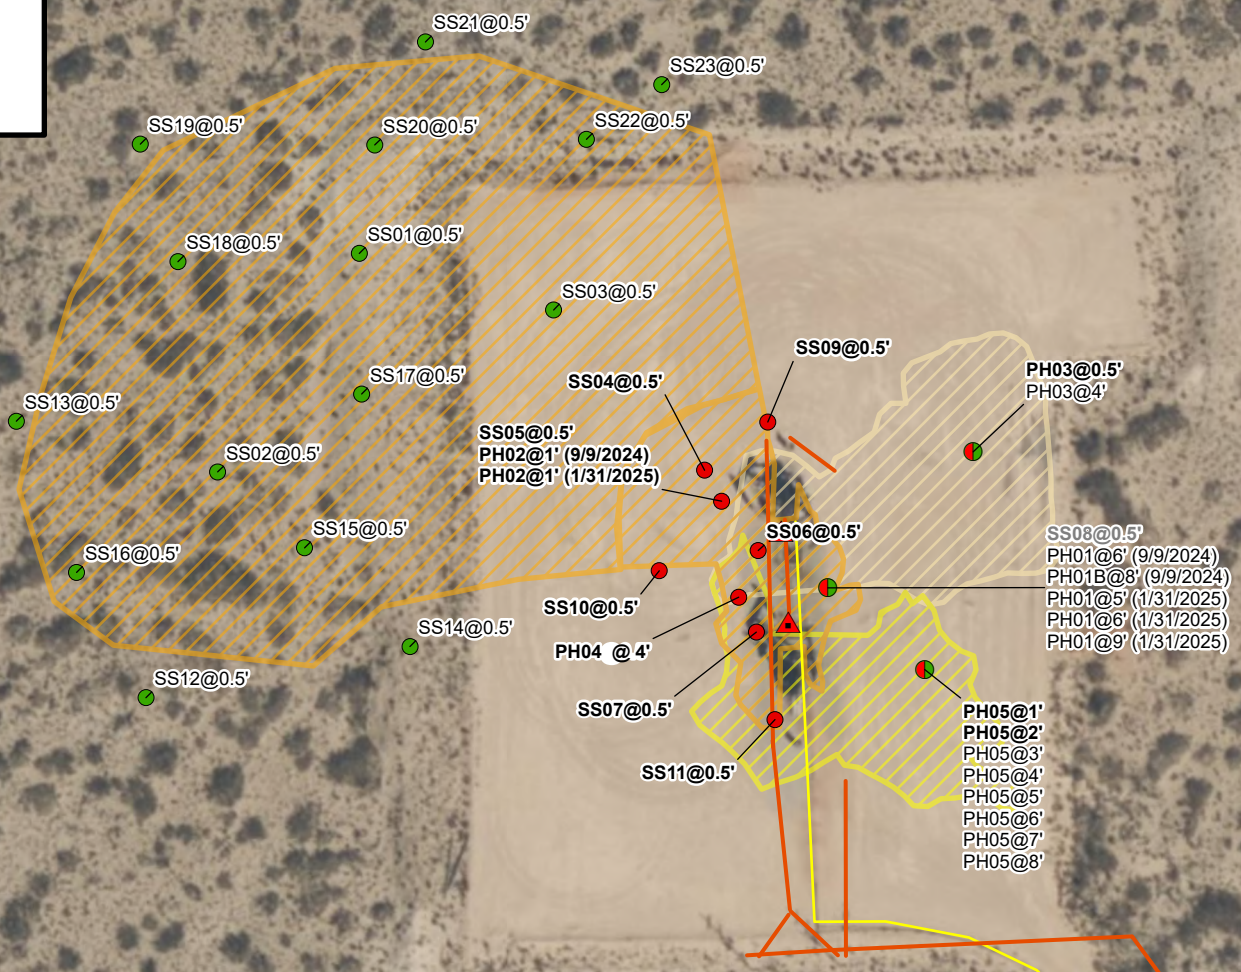 SS21@0.5'
SS23@0.5'
SS19@0.5'
SS20@0.5'
SS22@0.5'
SS18@0.5'
SS01@0.5'
SS03@0.5'
SS09@0.5'
SS04@0.5'
SS17@0.5'
PH03@0.5'
PH03@4'
SS13@0.5'
SS05@0.5'
PH02@1' (9/9/2024)
PH02@1' (1/31/2025)
SS02@0.5'
SS15@0.5'
SS06@0.5'
SS08@0.5'
PH01@6' (9/9/2024)
PH01B@8' (9/9/2024)
PH01@5' (1/31/2025)
PH01@6' (1/31/2025)
PH01@9' (1/31/2025)
SS16@0.5'
SS10@0.5'
SS14@0.5'
PH04 @ 4'
SS12@0.5'
SS07@0.5'
PH05@1'
PH05@2'
PH05@3'
PH05@4'
PH05@5'
PH05@6'
PH05@7'
PH05@8'
SS11@0.5'